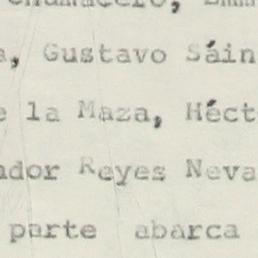 a, Gustavo Sáin
e la Maza, Héct
ador Reyes Neva
parte abarca